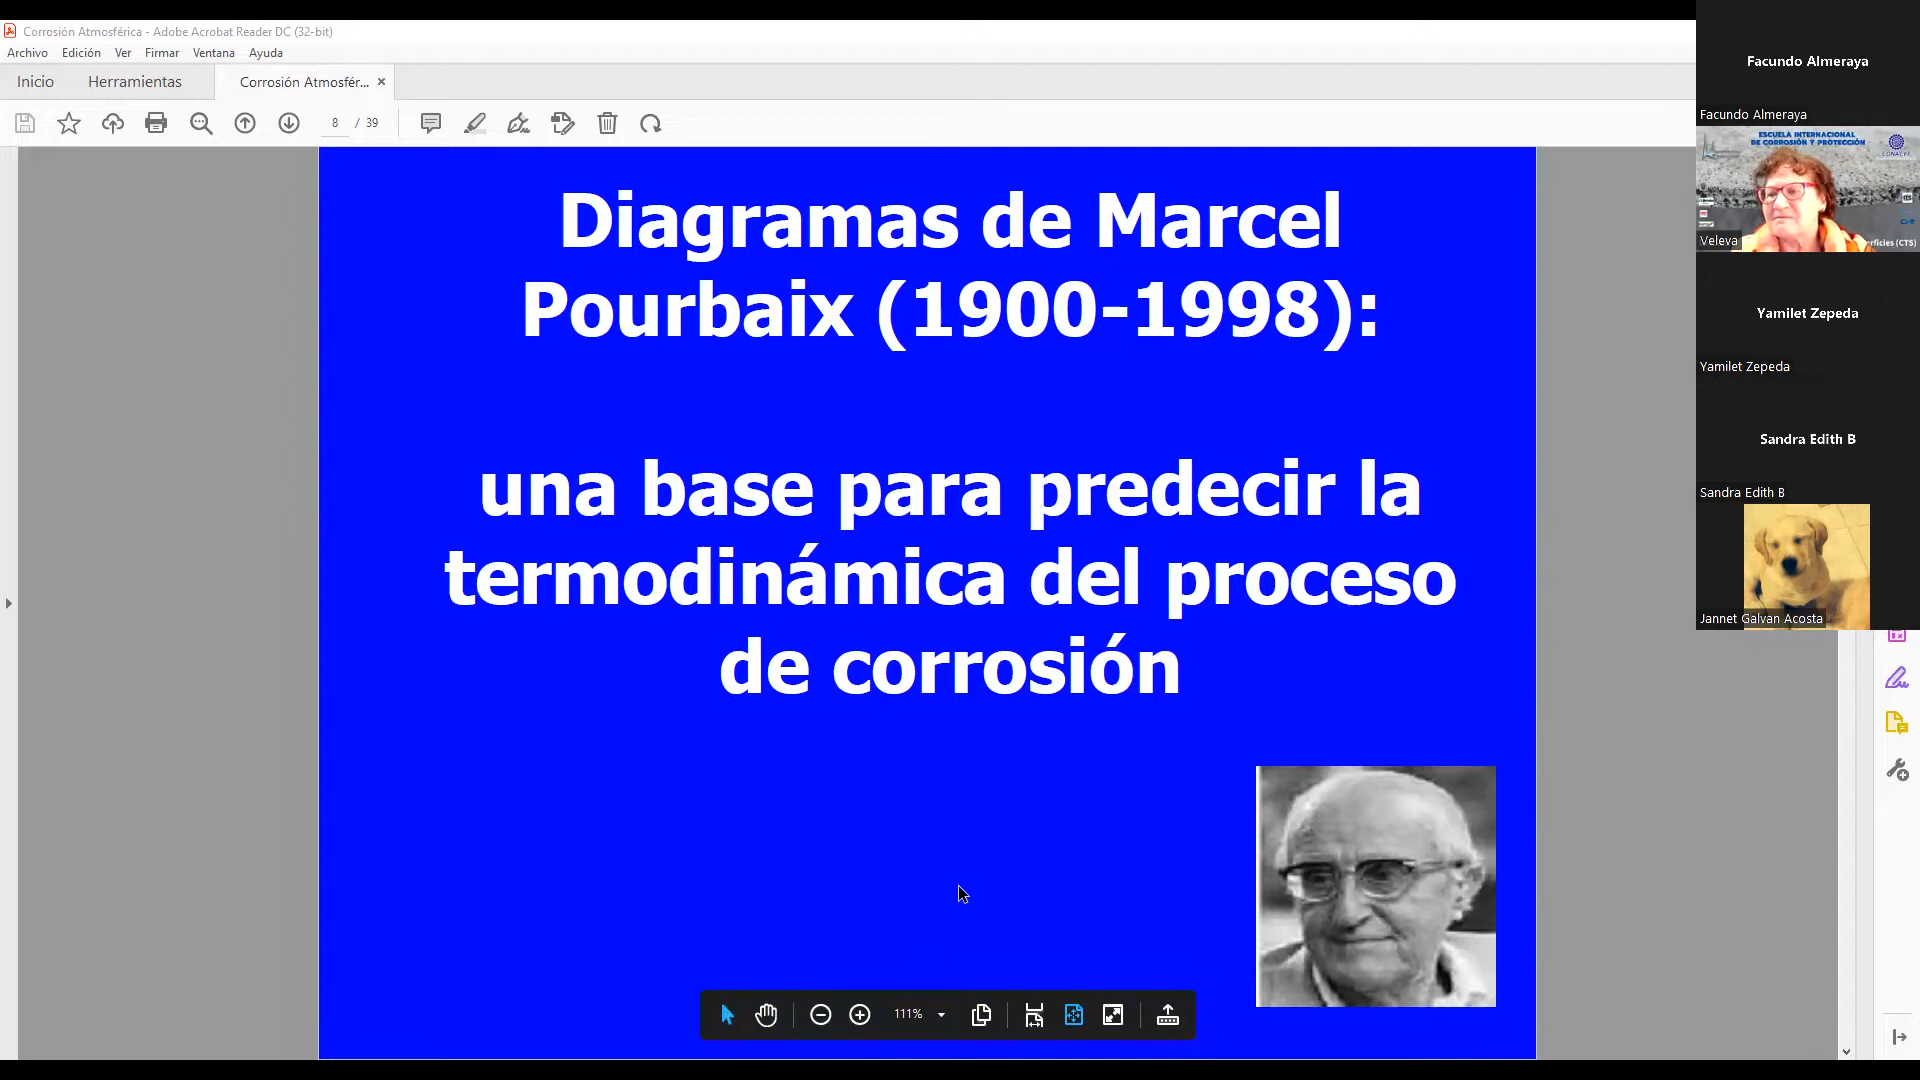 Corrosión Atmosférica - Adobe Acrobat Reader DC (32-bit)
Archivo Edición Ver Firmar Ventana Ayuda
Inicio Herramientas Corrosión Atmosfér... ×
8 / 39
Diagramas de Marcel
Pourbaix (1900-1998):
una base para predecir la
termodinámica del proceso
de corrosión
111%
Facundo Almeraya
Facundo Almeraya
ESCUELA INTERNACIONAL
DE CORROSIÓN Y PROTECCIÓN
CONACYT
Veleva
rficies (CTS)
Yamilet Zepeda
Yamilet Zepeda
Sandra Edith B
Sandra Edith B
Jannet Galvan Acosta